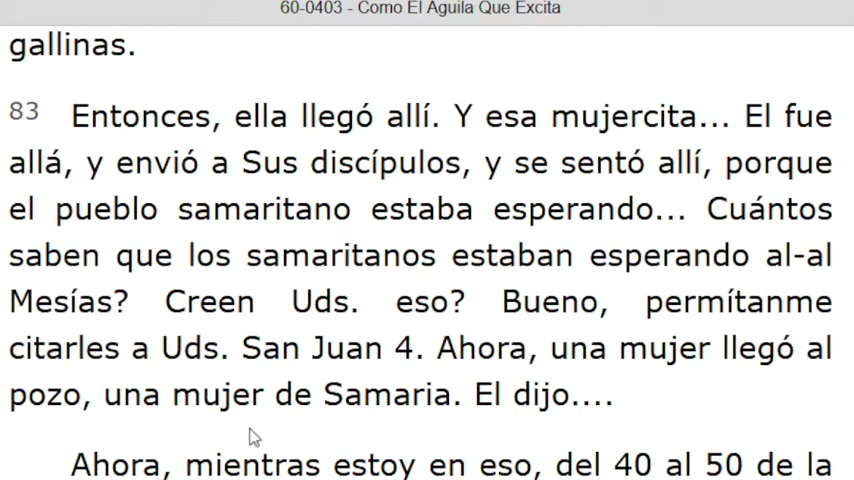 60-0403 - Como El Aguila Que Excita
gallinas.
83 Entonces, ella llegó allí. Y esa mujercita... El fue
allá, y envió a Sus discípulos, y se sentó allí, porque
el pueblo samaritano estaba esperando... Cuántos
saben que los samaritanos estaban esperando al-al
Mesías? Creen Uds. eso? Bueno, permítanme
citarles a Uds. San Juan 4. Ahora, una mujer llegó al
pozo, una mujer de Samaria. El dijo....
Ahora, mientras estoy en eso, del 40 al 50 de la